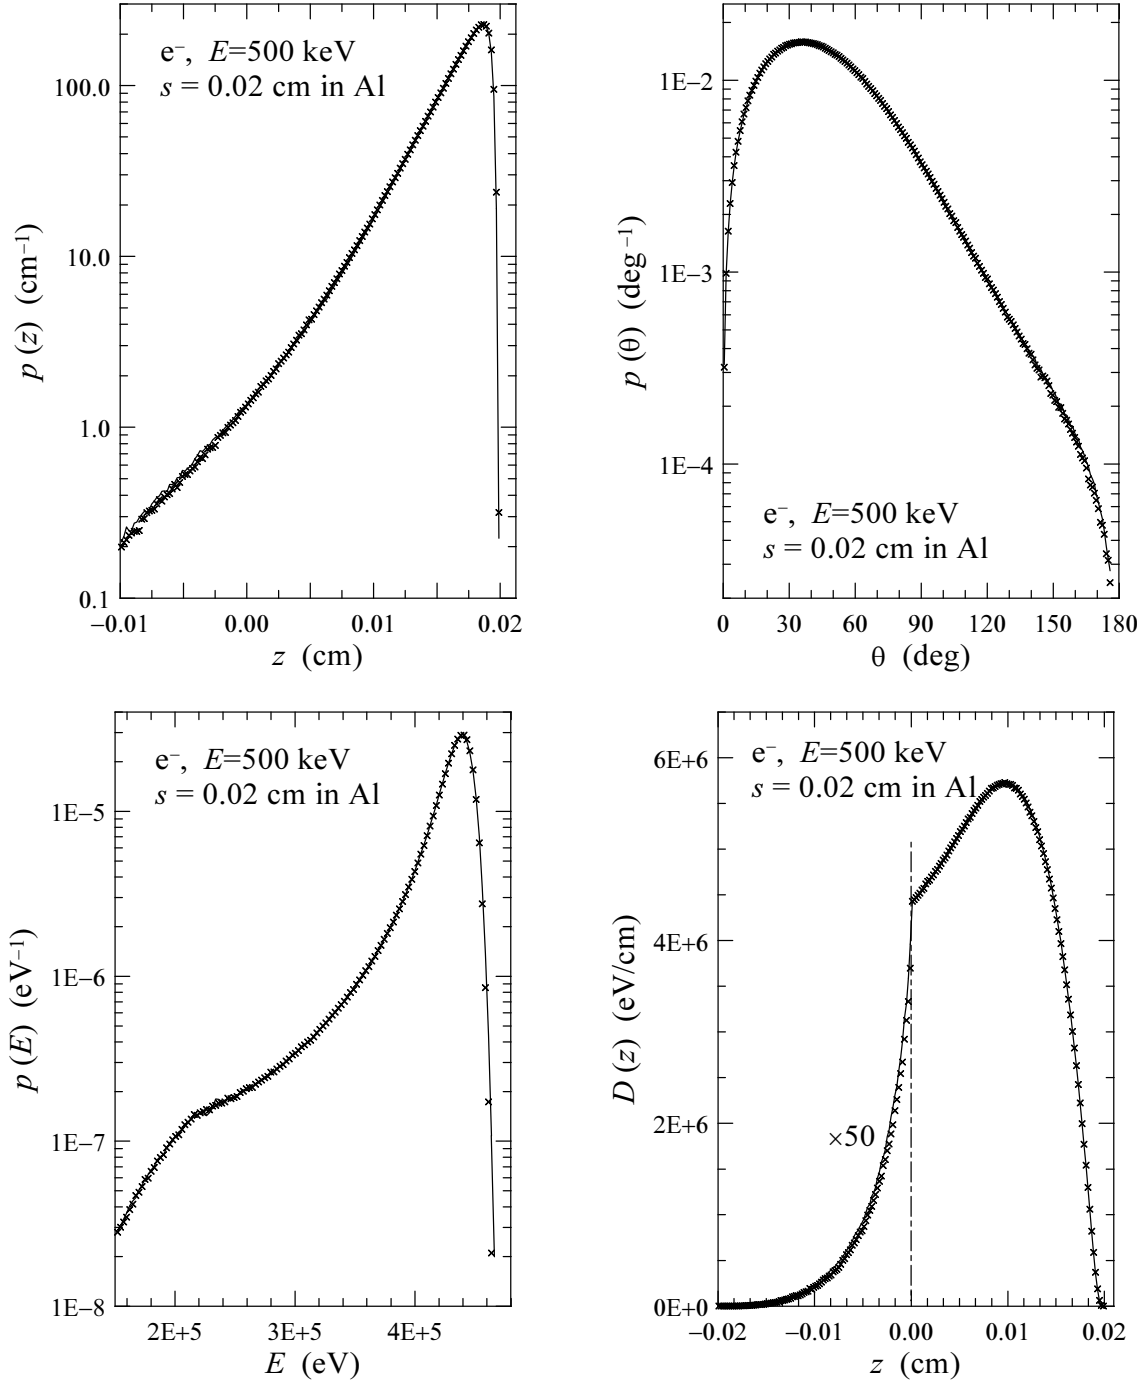 e⁻, E=500 keV
s = 0.02 cm in Al
100.0
10.0
1.0
0.1
−0.01 0.00 0.01 0.02
z (cm)
p(z) (cm⁻¹)
e⁻, E=500 keV
s = 0.02 cm in Al
1E−2
1E−3
1E−4
0 30 60 90 120 150 180
θ (deg)
p(θ) (deg⁻¹)
e⁻, E=500 keV
s = 0.02 cm in Al
1E−5
1E−6
1E−7
1E−8
2E+5 3E+5 4E+5
E (eV)
p(E) (eV⁻¹)
e⁻, E=500 keV
s = 0.02 cm in Al
6E+6
4E+6
2E+6
0E+0
×50
−0.02 −0.01 0.00 0.01 0.02
z (cm)
D(z) (eV/cm)